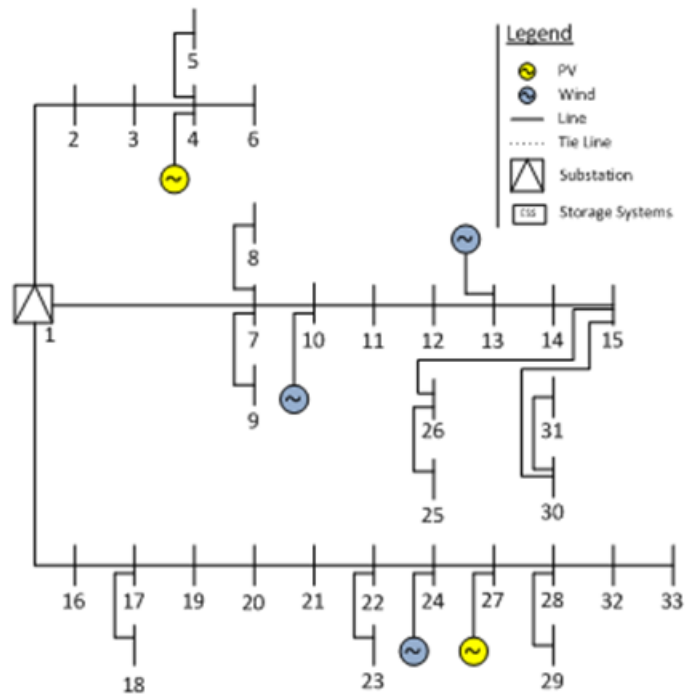 Legend
PV
Wind
Line
Tie Line
Substation
ESS Storage Systems
5
2 3 4 6
8
1 7 10 11 12 13 14 15
9
26 31
25 30
16 17 19 20 21 22 24 27 28 32 33
18 23 29